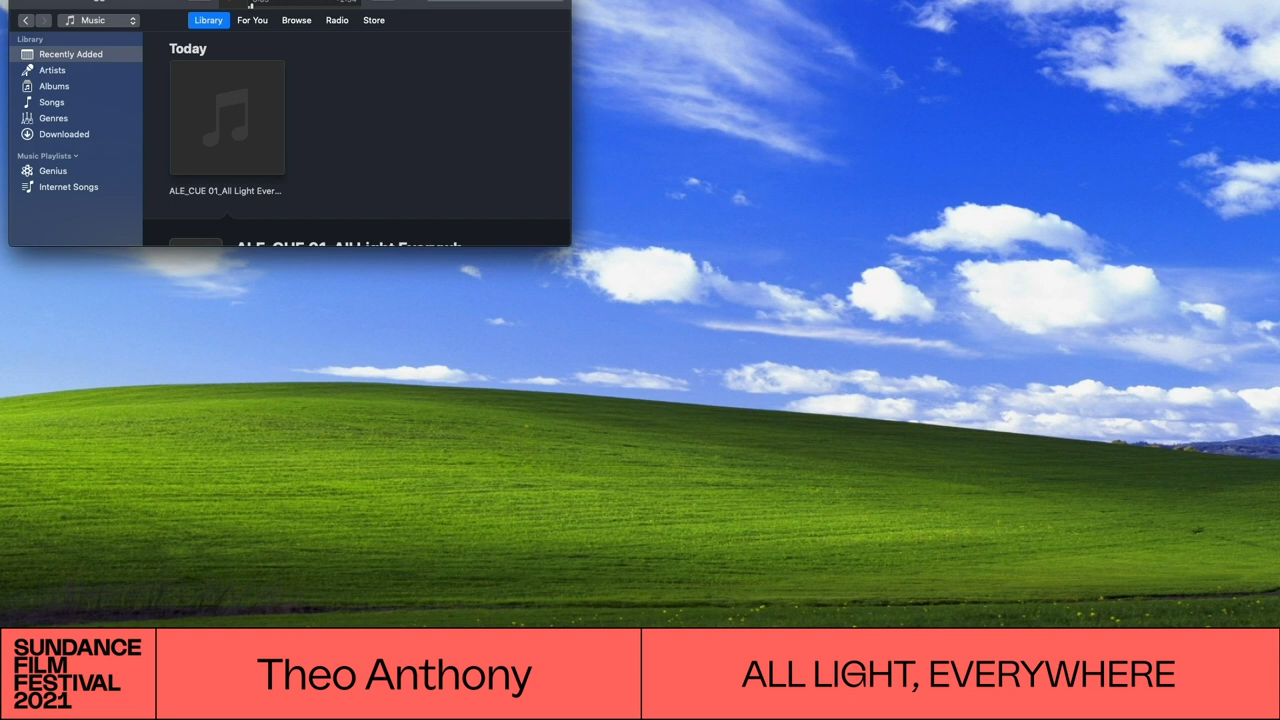 Music
Library
For You
Browse
Radio
Store
Library
Recently Added
Artists
Albums
Songs
Genres
Downloaded
Music Playlists
Genius
Internet Songs
Today
ALE_CUE 01_All Light Ever...
SUNDANCE
FILM
FESTIVAL
2021
Theo Anthony
ALL LIGHT, EVERYWHERE